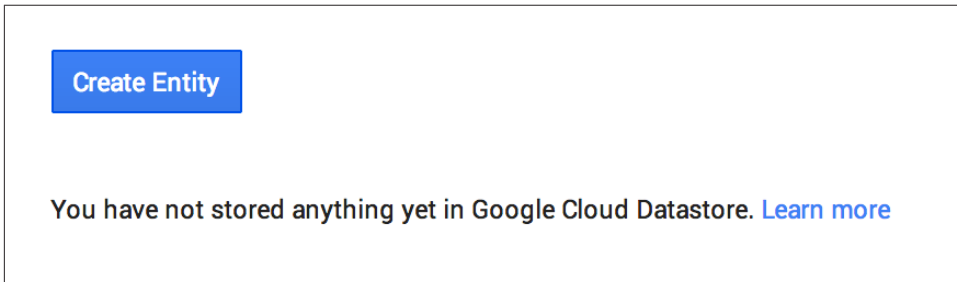 Create Entity
You have not stored anything yet in Google Cloud Datastore. Learn more